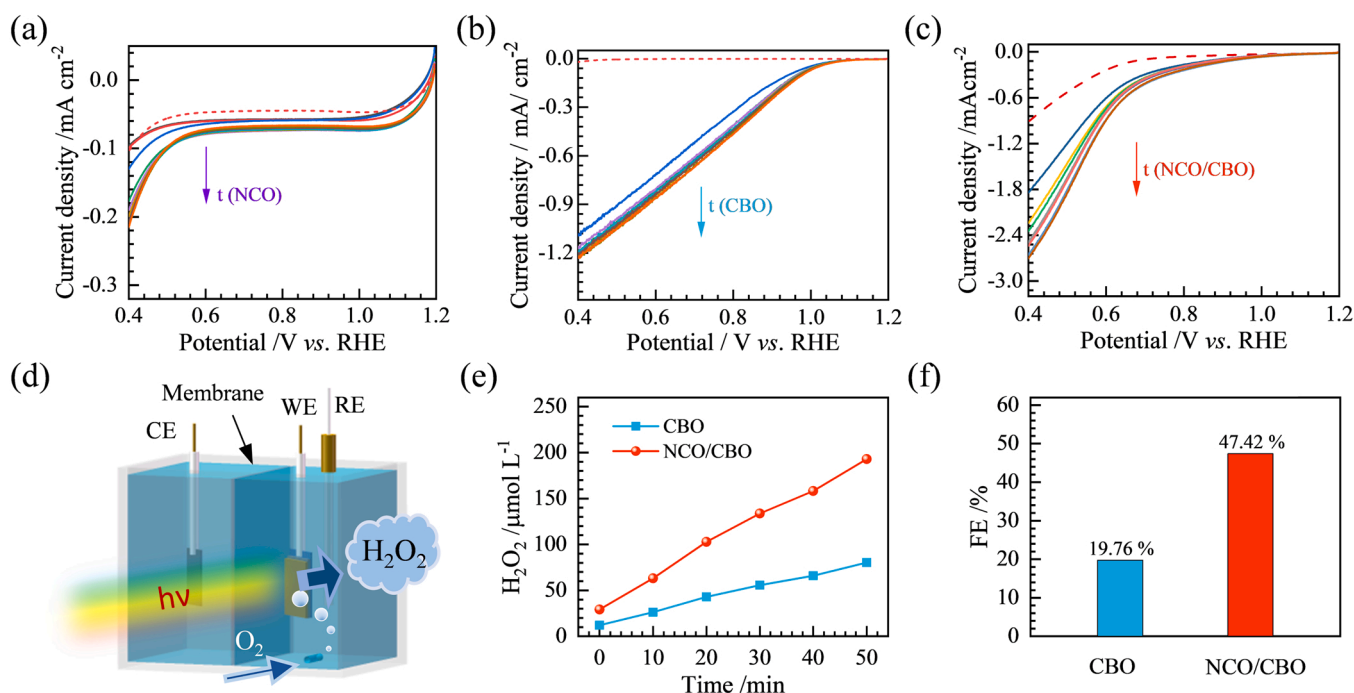 (a)
Current density /mA cm-2
0.0
-0.1
-0.2
-0.3
t (NCO)
0.4 0.6 0.8 1.0 1.2
Potential /V vs. RHE
(b)
Current density /mA/ cm-2
0.0
-0.3
-0.6
-0.9
-1.2
t (CBO)
0.4 0.6 0.8 1.0 1.2
Potential / V vs. RHE
(c)
Current density /mAcm-2
0.0
-0.6
-1.2
-1.8
-2.4
-3.0
t (NCO/CBO)
0.4 0.6 0.8 1.0 1.2
Potential /V vs. RHE
(d)
Membrane
CE
WE
RE
H2O2
hν
O2
(e)
H2O2 /μmol L-1
250
200
150
100
50
0
CBO
NCO/CBO
0 10 20 30 40 50
Time /min
(f)
FE /%
60
50
40
30
20
10
0
19.76 %
47.42 %
CBO NCO/CBO